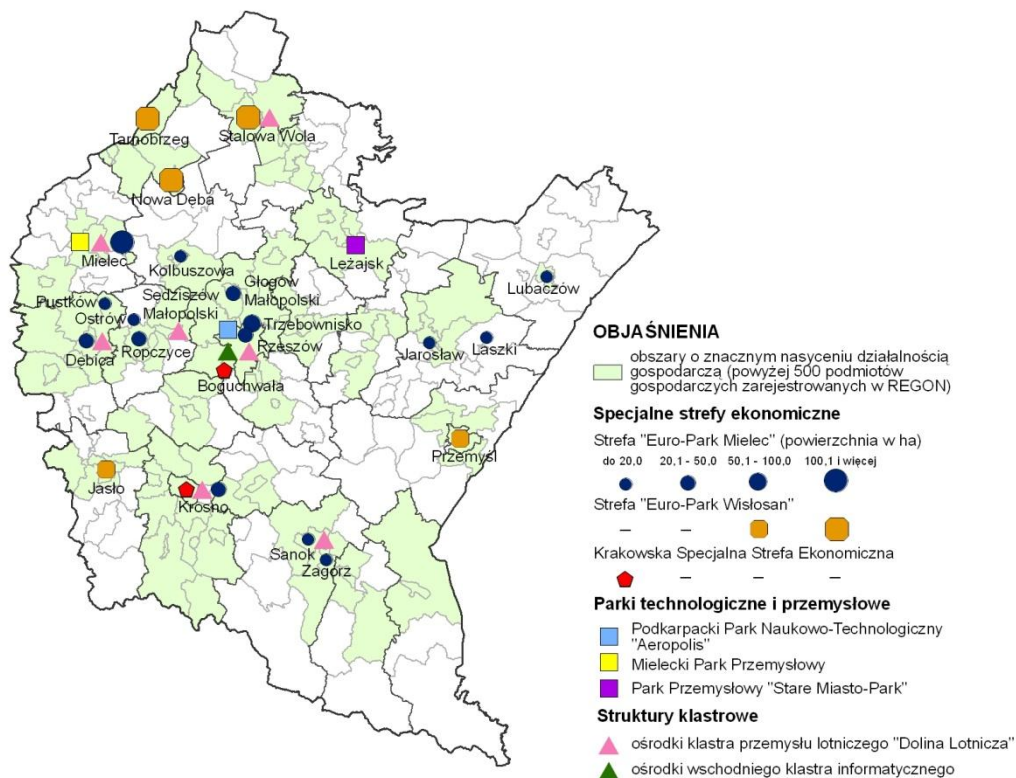 Tarnobrzeg
Stalowa Wola
Nowa Dęba
Mielec
Kolbuszowa
Leżajsk
Lubaczów
Głogów
Małopolski
Pustków
Sędziszów
Małopolski
Ostrów
Trzebownisko
Dębica
Ropczyce
Rzeszów
Boguchwała
Jarosław
Laszki
Przemyśl
Jasło
Krosno
Sanok
Zagórz
OBJAŚNIENIA
obszary o znacznym nasyceniu działalnością
gospodarczą (powyżej 500 podmiotów
gospodarczych zarejestrowanych w REGON)
Specjalne strefy ekonomiczne
Strefa "Euro-Park Mielec" (powierzchnia w ha)
do 20,0 20,1 - 50,0 50,1 - 100,0 100,1 i więcej
Strefa "Euro-Park Wisłosan"
– –
Krakowska Specjalna Strefa Ekonomiczna
– – –
Parki technologiczne i przemysłowe
Podkarpacki Park Naukowo-Technologiczny
"Aeropolis"
Mielecki Park Przemysłowy
Park Przemysłowy "Stare Miasto-Park"
Struktury klastrowe
ośrodki klastra przemysłu lotniczego "Dolina Lotnicza"
ośrodki wschodniego klastra informatycznego